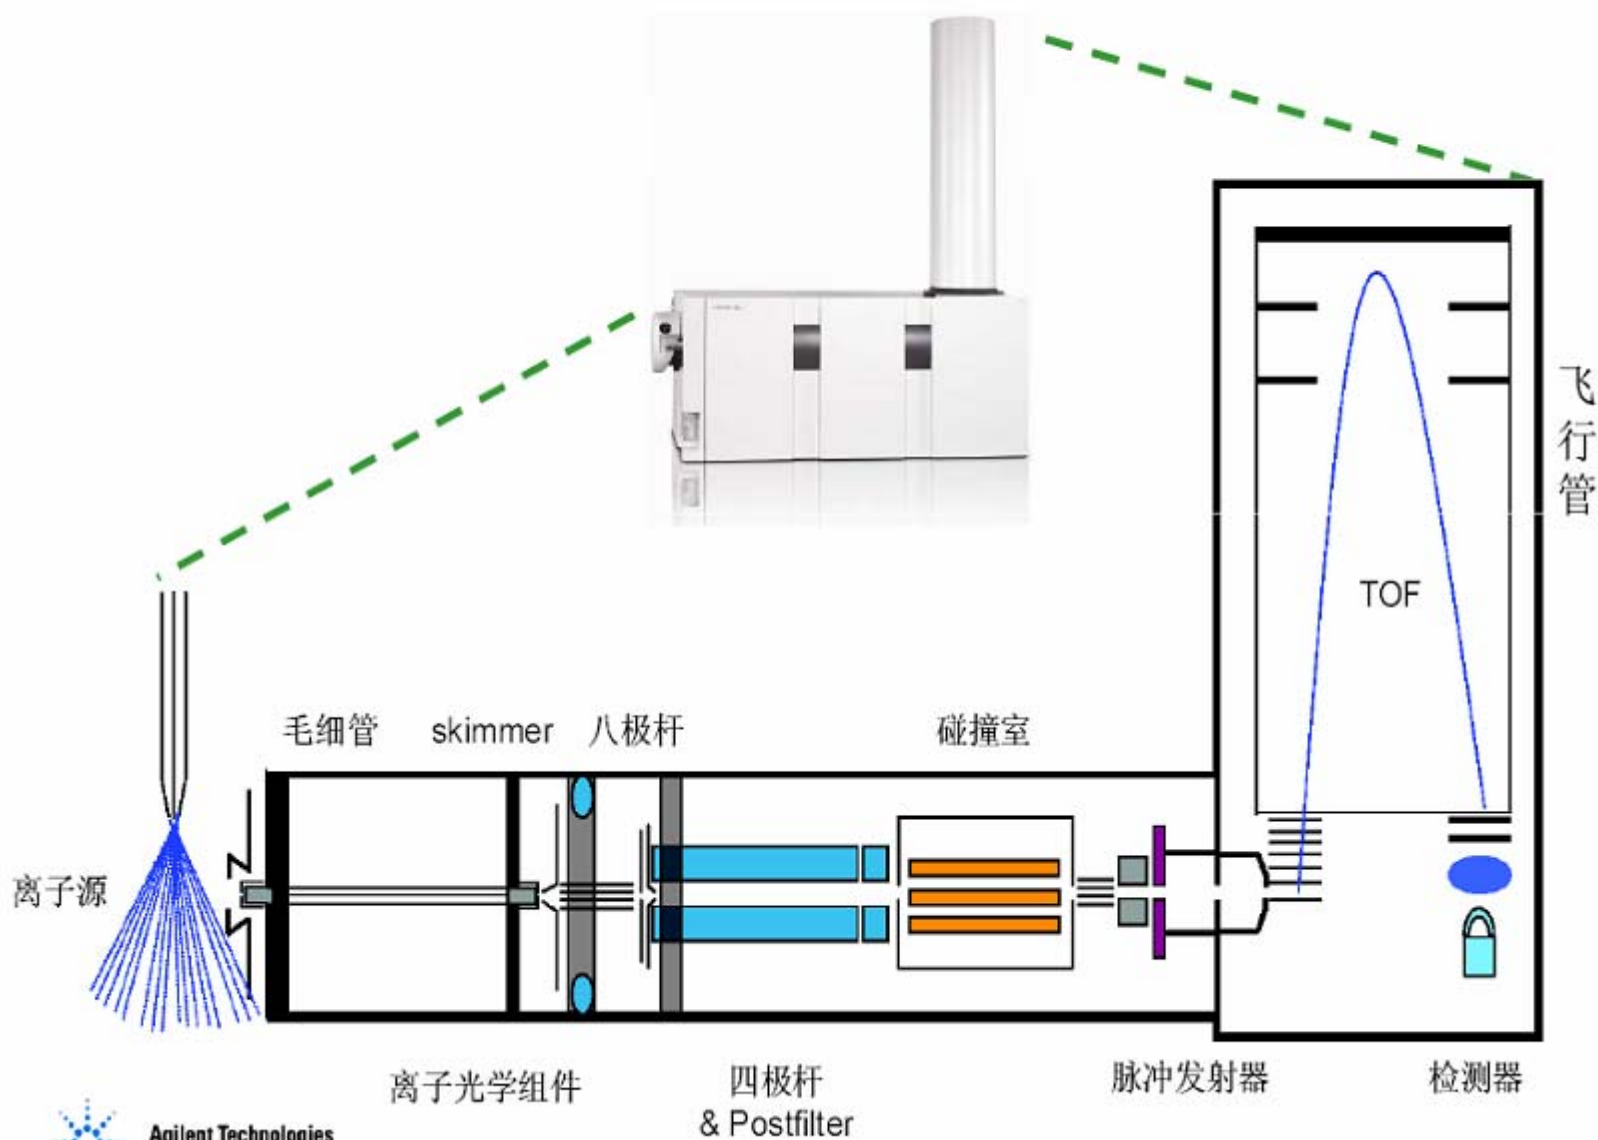 飞行管
TOF
毛细管
skimmer
八极杆
碰撞室
离子源
离子光学组件
四极杆
& Postfilter
脉冲发射器
检测器
Agilent Technologies